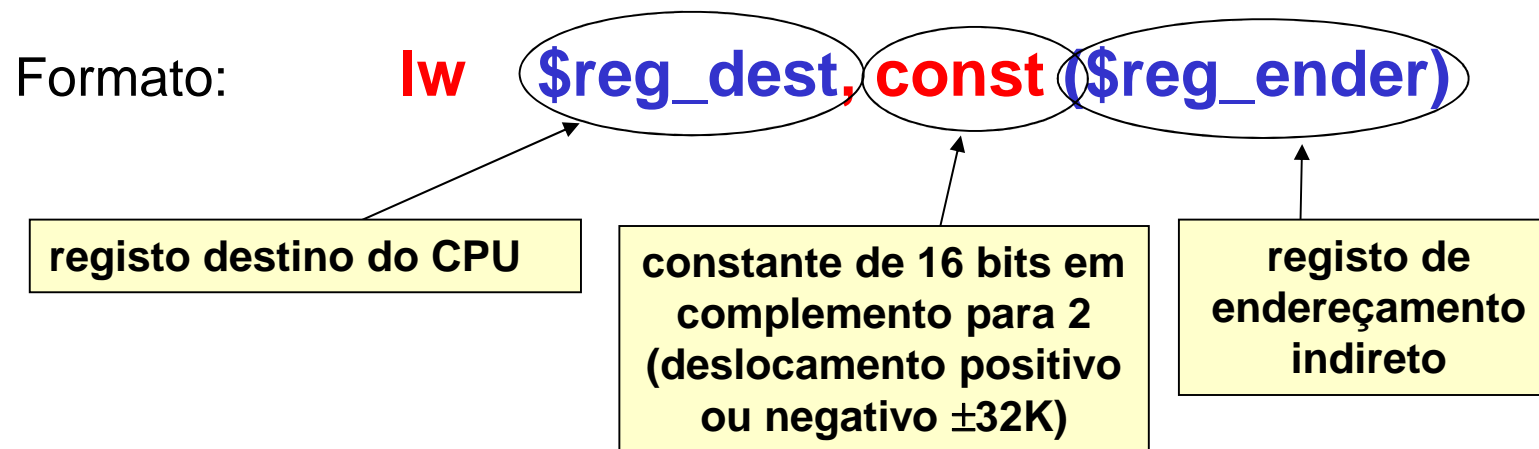 Formato: lw $reg_dest, const ($reg_ender)
registo destino do CPU
constante de 16 bits em
complemento para 2
(deslocamento positivo
ou negativo ±32K)
registo de
endereçamento
indireto